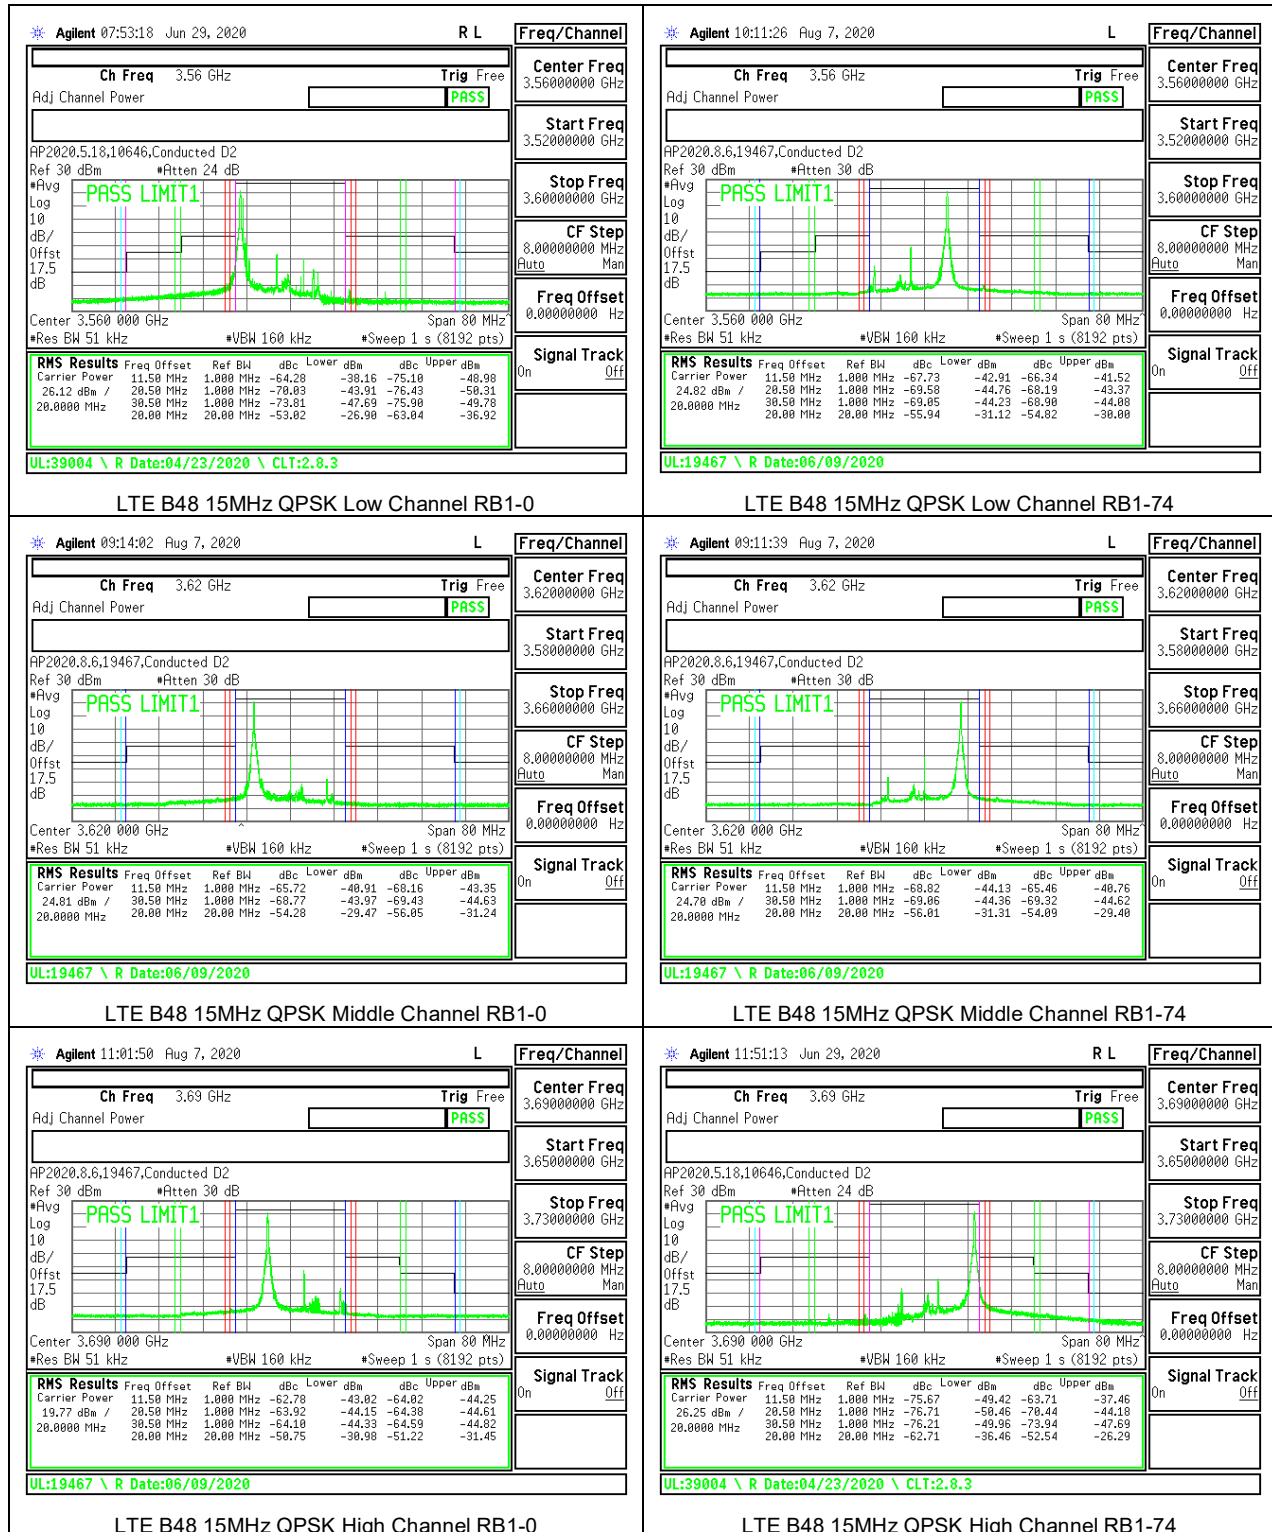 Agilent 07:53:18 Jun 29, 2020 R L Freq/Channel
Ch Freq 3.56 GHz Trig Free
Adj Channel Power PASS
Center Freq
3.56000000 GHz
Start Freq
3.52000000 GHz
AP2020.5.18,10646,Conducted D2
Ref 30 dBm #Atten 24 dB
#Avg
Log
10
dB/
Offst
17.5
dB
PASS LIMIT1
Stop Freq
3.60000000 GHz
CF Step
8.00000000 MHz
Auto Man
Freq Offset
0.00000000 Hz
Center 3.560 000 GHz Span 80 MHz
#Res BW 51 kHz #VBW 160 kHz #Sweep 1 s (8192 pts)
Signal Track
On Off
RMS Results Freq Offset Ref BW dBc Lower dBm dBc Upper dBm
Carrier Power 11.50 MHz 1.000 MHz -64.28 -38.16 -75.10 -48.98
26.12 dBm / 20.50 MHz 1.000 MHz -70.03 -43.91 -76.43 -50.31
20.0000 MHz 30.50 MHz 1.000 MHz -73.81 -47.69 -75.90 -49.78
20.00 MHz 20.00 MHz -53.02 -26.90 -63.04 -36.92
UL:39004 \ R Date:04/23/2020 \ CLT:2.8.3
LTE B48 15MHz QPSK Low Channel RB1-0
Agilent 10:11:26 Aug 7, 2020 L Freq/Channel
Ch Freq 3.56 GHz Trig Free
Adj Channel Power PASS
Center Freq
3.56000000 GHz
Start Freq
3.52000000 GHz
AP2020.8.6,19467,Conducted D2
Ref 30 dBm #Atten 30 dB
#Avg
Log
10
dB/
Offst
17.5
dB
PASS LIMIT1
Stop Freq
3.60000000 GHz
CF Step
8.00000000 MHz
Auto Man
Freq Offset
0.00000000 Hz
Center 3.560 000 GHz Span 80 MHz
#Res BW 51 kHz #VBW 160 kHz #Sweep 1 s (8192 pts)
Signal Track
On Off
RMS Results Freq Offset Ref BW dBc Lower dBm dBc Upper dBm
Carrier Power 11.50 MHz 1.000 MHz -67.73 -42.91 -66.34 -41.52
24.82 dBm / 20.50 MHz 1.000 MHz -69.58 -44.76 -68.19 -43.37
20.0000 MHz 30.50 MHz 1.000 MHz -69.05 -44.23 -68.90 -44.08
20.00 MHz 20.00 MHz -55.94 -31.12 -54.82 -30.00
UL:19467 \ R Date:06/09/2020
LTE B48 15MHz QPSK Low Channel RB1-74
Agilent 09:14:02 Aug 7, 2020 L Freq/Channel
Ch Freq 3.62 GHz Trig Free
Adj Channel Power PASS
Center Freq
3.62000000 GHz
Start Freq
3.58000000 GHz
AP2020.8.6,19467,Conducted D2
Ref 30 dBm #Atten 30 dB
#Avg
Log
10
dB/
Offst
17.5
dB
PASS LIMIT1
Stop Freq
3.66000000 GHz
CF Step
8.00000000 MHz
Auto Man
Freq Offset
0.00000000 Hz
Center 3.620 000 GHz Span 80 MHz
#Res BW 51 kHz #VBW 160 kHz #Sweep 1 s (8192 pts)
Signal Track
On Off
RMS Results Freq Offset Ref BW dBc Lower dBm dBc Upper dBm
Carrier Power 11.50 MHz 1.000 MHz -65.72 -40.91 -68.16 -43.35
24.81 dBm / 30.50 MHz 1.000 MHz -68.77 -43.97 -69.43 -44.63
20.0000 MHz 20.00 MHz 20.00 MHz -54.28 -29.47 -56.05 -31.24
UL:19467 \ R Date:06/09/2020
LTE B48 15MHz QPSK Middle Channel RB1-0
Agilent 09:11:39 Aug 7, 2020 L Freq/Channel
Ch Freq 3.62 GHz Trig Free
Adj Channel Power PASS
Center Freq
3.62000000 GHz
Start Freq
3.58000000 GHz
AP2020.8.6,19467,Conducted D2
Ref 30 dBm #Atten 30 dB
#Avg
Log
10
dB/
Offst
17.5
dB
PASS LIMIT1
Stop Freq
3.66000000 GHz
CF Step
8.00000000 MHz
Auto Man
Freq Offset
0.00000000 Hz
Center 3.620 000 GHz Span 80 MHz
#Res BW 51 kHz #VBW 160 kHz #Sweep 1 s (8192 pts)
Signal Track
On Off
RMS Results Freq Offset Ref BW dBc Lower dBm dBc Upper dBm
Carrier Power 11.50 MHz 1.000 MHz -68.82 -44.13 -65.46 -40.76
24.70 dBm / 30.50 MHz 1.000 MHz -69.06 -44.36 -69.32 -44.62
20.0000 MHz 20.00 MHz 20.00 MHz -56.01 -31.31 -54.09 -29.40
UL:19467 \ R Date:06/09/2020
LTE B48 15MHz QPSK Middle Channel RB1-74
Agilent 11:01:50 Aug 7, 2020 L Freq/Channel
Ch Freq 3.69 GHz Trig Free
Adj Channel Power PASS
Center Freq
3.69000000 GHz
Start Freq
3.65000000 GHz
AP2020.8.6,19467,Conducted D2
Ref 30 dBm #Atten 30 dB
#Avg
Log
10
dB/
Offst
17.5
dB
PASS LIMIT1
Stop Freq
3.73000000 GHz
CF Step
8.00000000 MHz
Auto Man
Freq Offset
0.00000000 Hz
Center 3.690 000 GHz Span 80 MHz
#Res BW 51 kHz #VBW 160 kHz #Sweep 1 s (8192 pts)
Signal Track
On Off
RMS Results Freq Offset Ref BW dBc Lower dBm dBc Upper dBm
Carrier Power 11.50 MHz 1.000 MHz -62.78 -43.02 -64.02 -44.25
19.77 dBm / 20.50 MHz 1.000 MHz -63.92 -44.15 -64.38 -44.61
20.0000 MHz 30.50 MHz 1.000 MHz -64.10 -44.33 -64.59 -44.82
20.00 MHz 20.00 MHz -50.75 -30.98 -51.22 -31.45
UL:19467 \ R Date:06/09/2020
LTE B48 15MHz QPSK High Channel RB1-0
Agilent 11:51:13 Jun 29, 2020 R L Freq/Channel
Ch Freq 3.69 GHz Trig Free
Adj Channel Power PASS
Center Freq
3.69000000 GHz
Start Freq
3.65000000 GHz
AP2020.5.18,10646,Conducted D2
Ref 30 dBm #Atten 24 dB
#Avg
Log
10
dB/
Offst
17.5
dB
PASS LIMIT1
Stop Freq
3.73000000 GHz
CF Step
8.00000000 MHz
Auto Man
Freq Offset
0.00000000 Hz
Center 3.690 000 GHz Span 80 MHz
#Res BW 51 kHz #VBW 160 kHz #Sweep 1 s (8192 pts)
Signal Track
On Off
RMS Results Freq Offset Ref BW dBc Lower dBm dBc Upper dBm
Carrier Power 11.50 MHz 1.000 MHz -75.67 -49.42 -63.71 -37.46
26.25 dBm / 20.50 MHz 1.000 MHz -76.71 -50.46 -70.44 -44.18
20.0000 MHz 30.50 MHz 1.000 MHz -76.21 -49.96 -73.94 -47.69
20.00 MHz 20.00 MHz -62.71 -36.46 -52.54 -26.29
UL:39004 \ R Date:04/23/2020 \ CLT:2.8.3
LTE B48 15MHz QPSK High Channel RB1-74